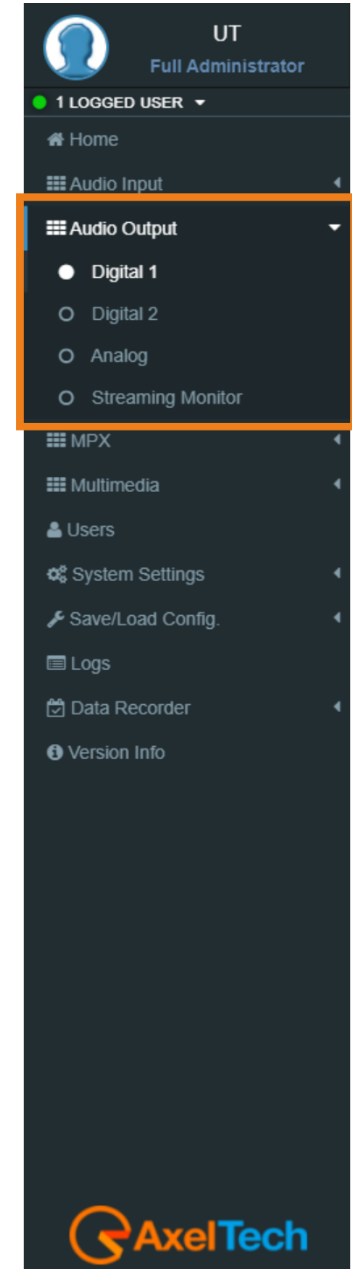 UT
Full Administrator
1 LOGGED USER
Home
Audio Input
Audio Output
Digital 1
Digital 2
Analog
Streaming Monitor
MPX
Multimedia
Users
System Settings
Save/Load Config.
Logs
Data Recorder
Version Info
AxelTech